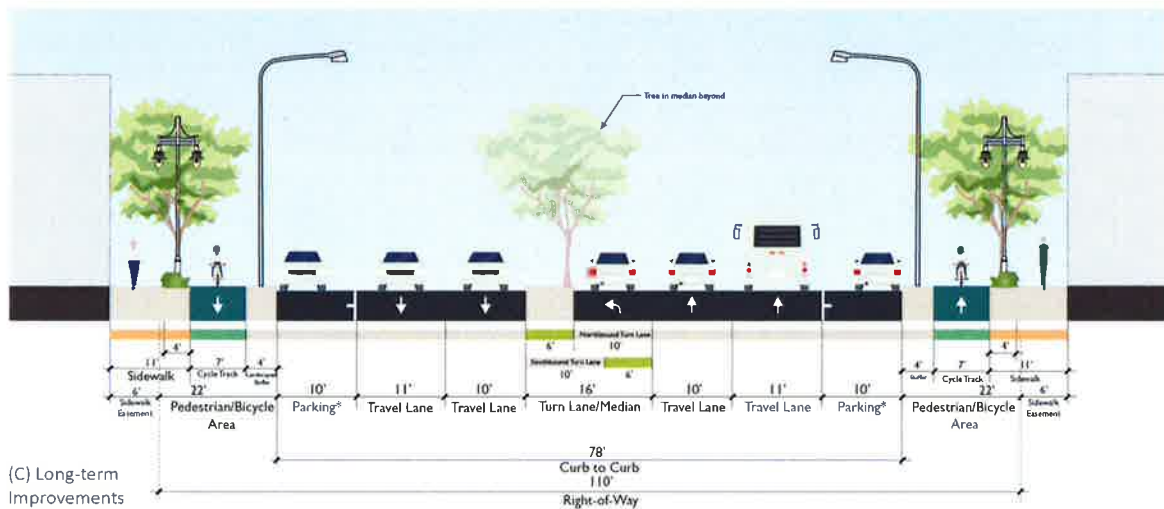 Tree in median beyond
Northbound Turn Lane
6'
10'
Southbound Turn Lane
10'
6'
4'
11'
7'
4'
Sidewalk
Cycle Track
Landscaped
Buffer
4'
7'
4'
11'
Buffer
Cycle Track
Sidewalk
6'
22'
10'
11'
10'
16'
10'
11'
10'
22'
6'
Sidewalk
Easement
Pedestrian/Bicycle
Area
Parking*
Travel Lane
Travel Lane
Turn Lane/Median
Travel Lane
Travel Lane
Parking*
Pedestrian/Bicycle
Area
Sidewalk
Easement
78'
Curb to Curb
110'
Right-of-Way
(C) Long-term
Improvements